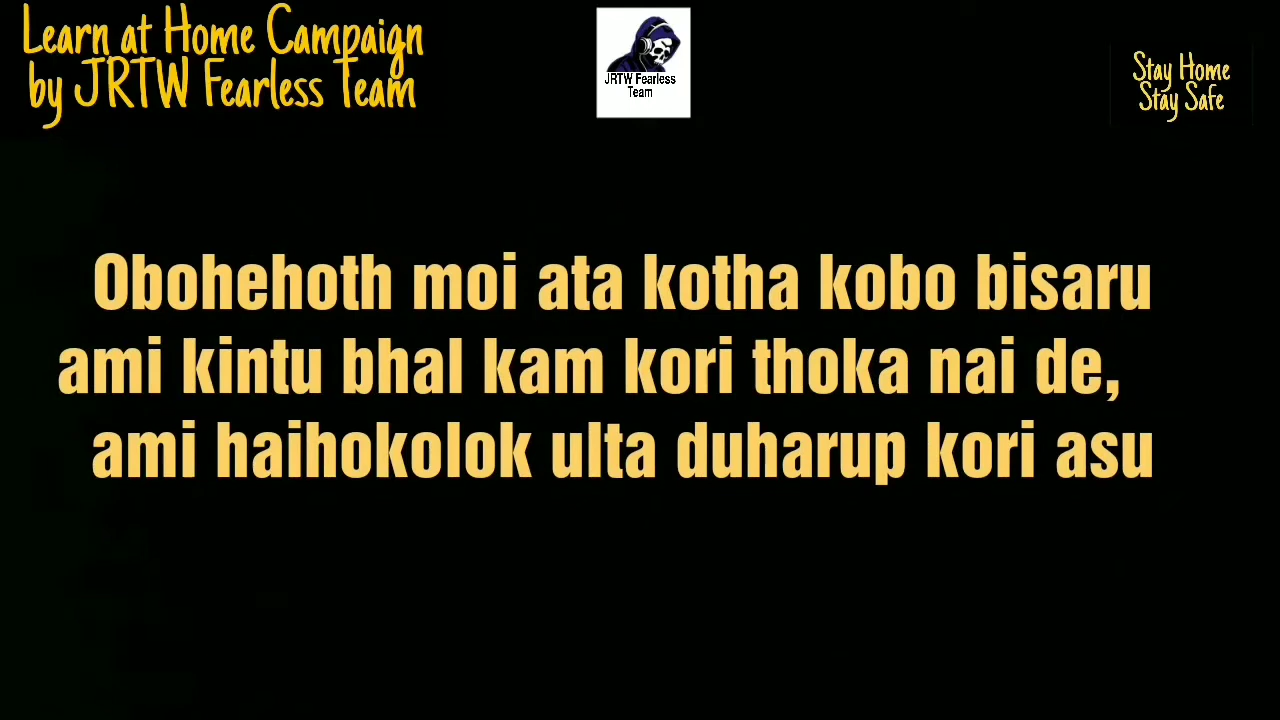 Learn at Home Campaign
by JRTW Fearless Team
JRTW Fearless
Team
Stay Home
Stay Safe
Obohehoth moi ata kotha kobo bisaru
ami kintu bhal kam kori thoka nai de,
ami haihokolok ulta duharup kori asu